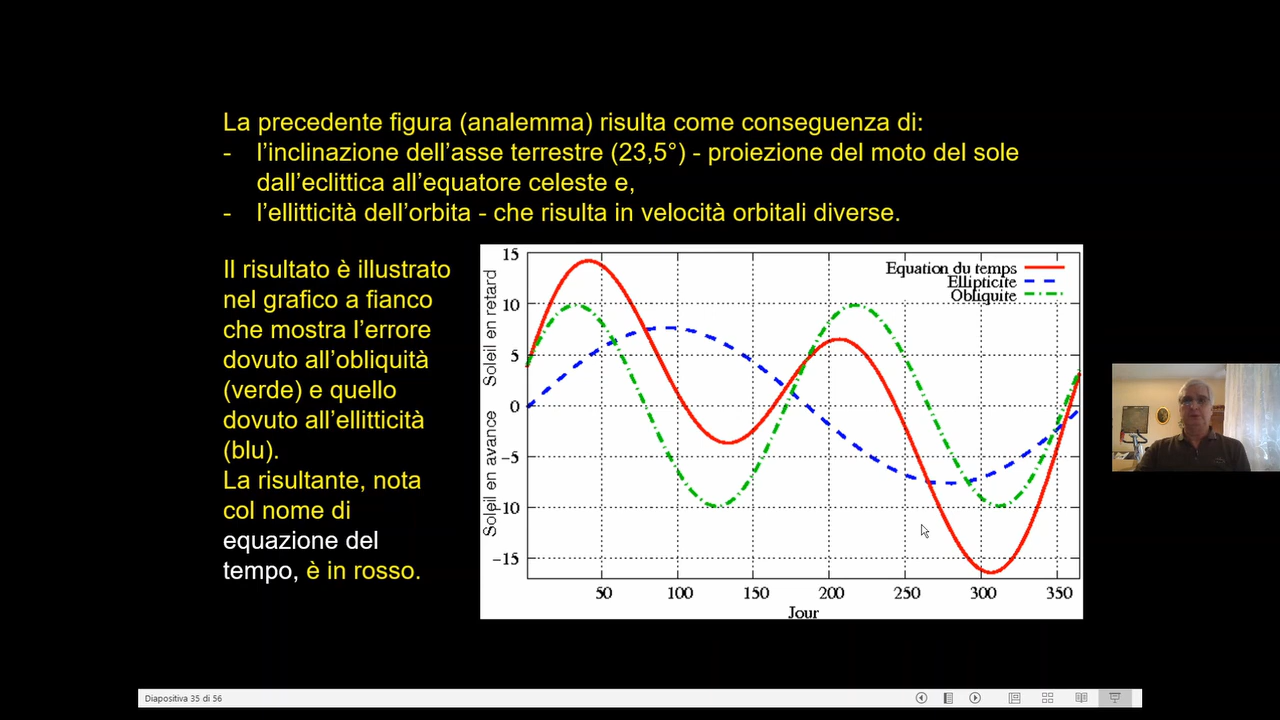 La precedente figura (analemma) risulta come conseguenza di:
- l’inclinazione dell’asse terrestre (23,5°) - proiezione del moto del sole
dall’eclittica all’equatore celeste e,
- l’ellitticità dell’orbita - che risulta in velocità orbitali diverse.
Il risultato è illustrato
nel grafico a fianco
che mostra l’errore
dovuto all’obliquità
(verde) e quello
dovuto all’ellitticità
(blu).
La risultante, nota
col nome di
equazione del
tempo, è in rosso.
Soleil en retard
Soleil en avance
15
10
5
0
−5
−10
−15
Equation du temps
Ellipticite
Obliquite
50 100 150 200 250 300 350
Jour
Diapositiva 35 di 56